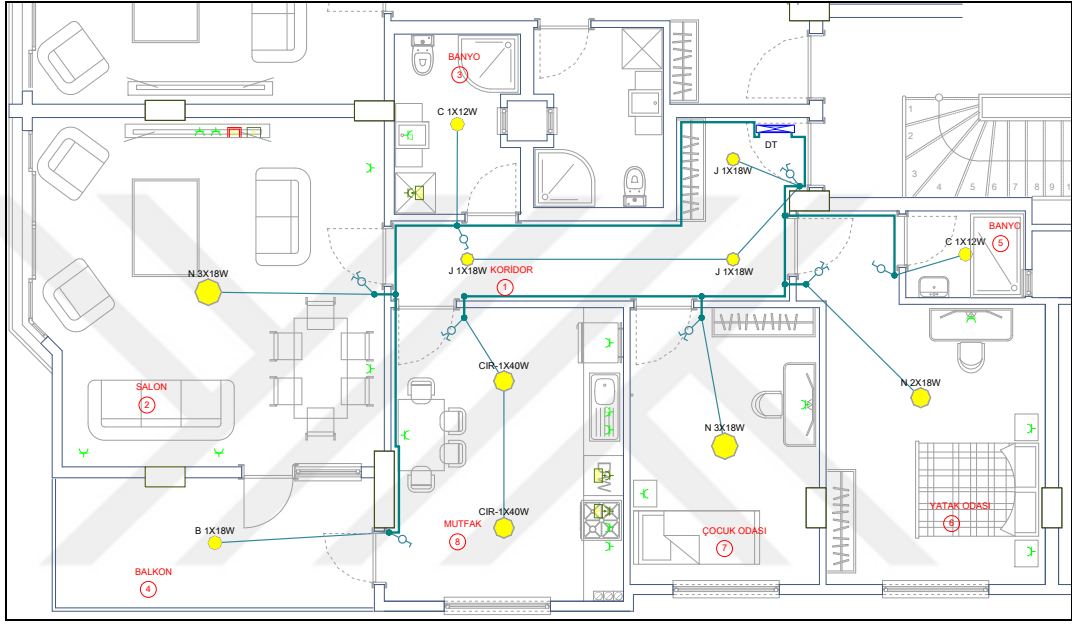 BANYO
3
C 1X12W
DT
J 1X18W
1
2
3
4
5
6
7
8
9
1
BANYO
5
C 1X12W
N 3X18W
J 1X18W
KORİDOR
1
J 1X18W
CIR-1X40W
SALON
2
N 3X18W
N 2X18W
B 1X18W
CIR-1X40W
MUTFAK
8
ÇOCUK ODASI
7
YATAK ODASI
6
BALKON
4